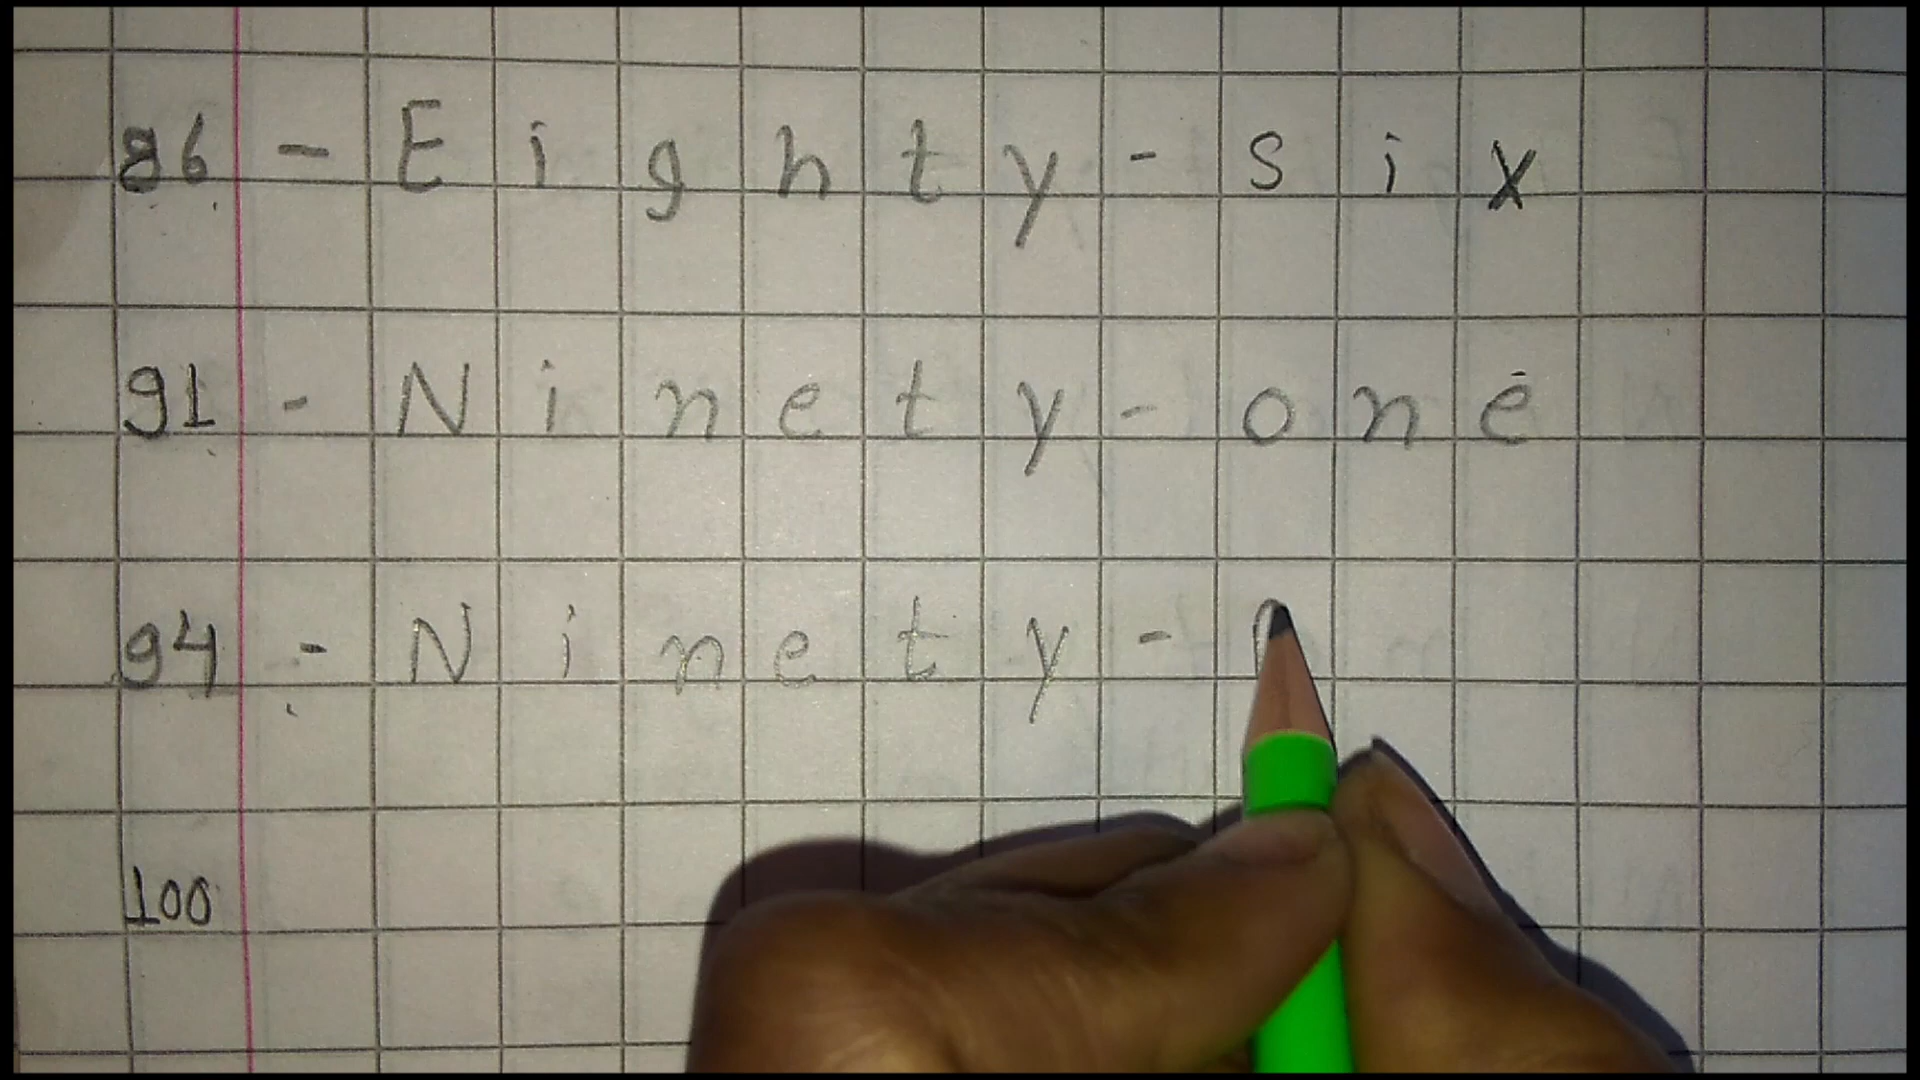 86 - Eighty - six
91 - Ninety - one
94 - Ninety -
100